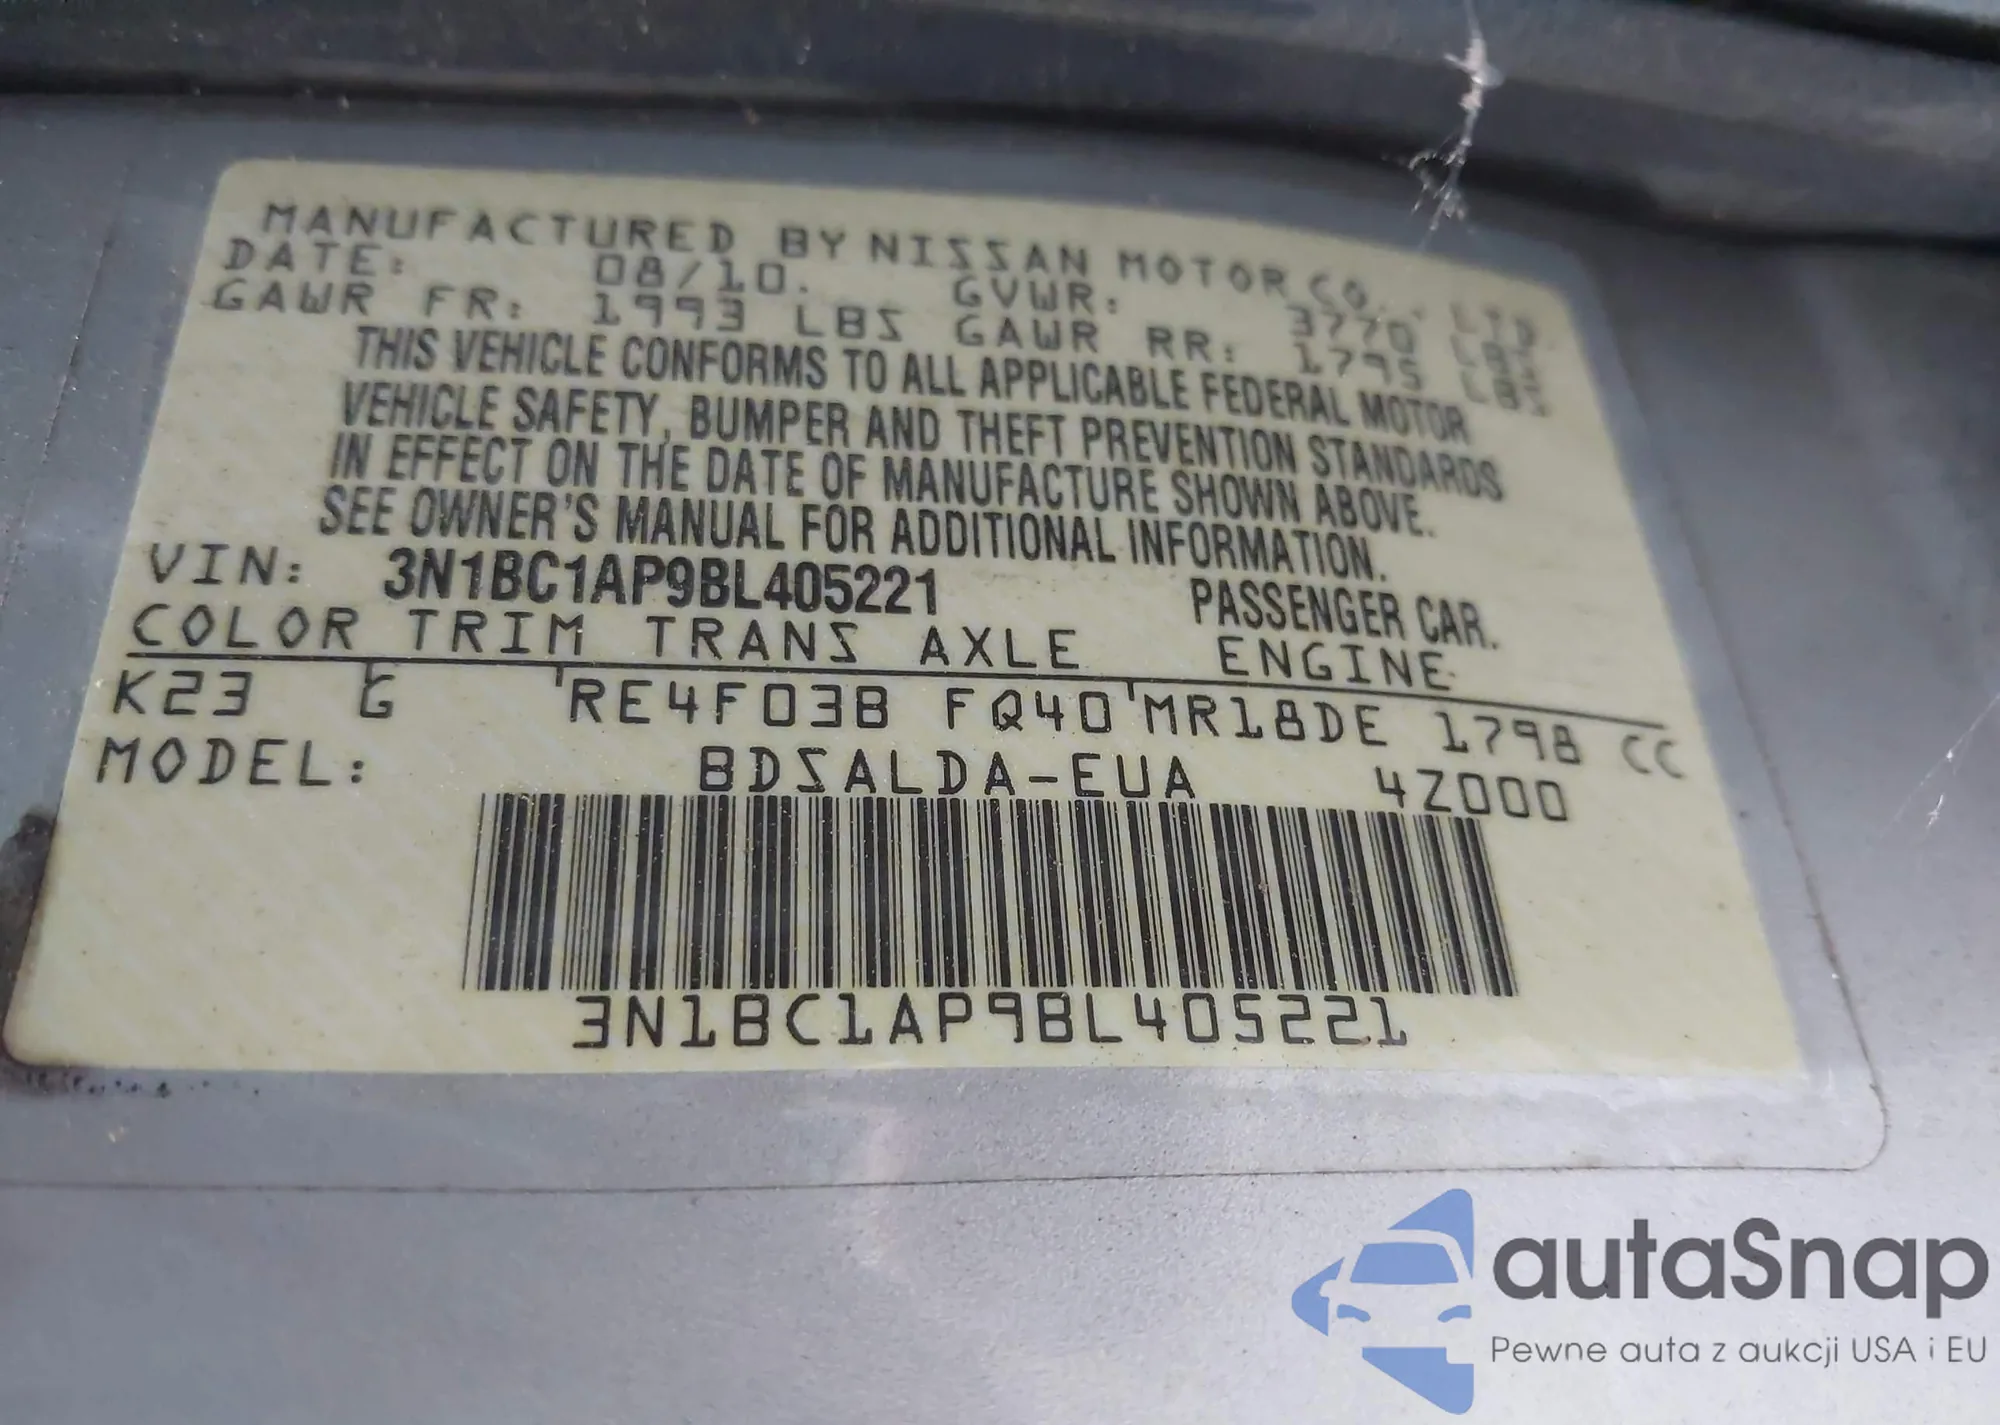 MANUFACTURED BY NISSAN MOTOR CO., LTD.
DATE: 08/10. GVWR: 3770 LBS
GAWR FR: 1993 LBS GAWR RR: 1795 LBS
THIS VEHICLE CONFORMS TO ALL APPLICABLE FEDERAL MOTOR
VEHICLE SAFETY, BUMPER AND THEFT PREVENTION STANDARDS
IN EFFECT ON THE DATE OF MANUFACTURE SHOWN ABOVE.
SEE OWNER'S MANUAL FOR ADDITIONAL INFORMATION.
VIN: 3N1BC1AP9BL405221 PASSENGER CAR.
COLOR TRIM TRANS AXLE ENGINE
K23 G RE4F03B FQ40 MR18DE 1798 CC
MODEL: BDSALDA-EUA 4Z000
3N1BC1AP9BL405221
autaSnap
Pewne auta z aukcji USA i EU